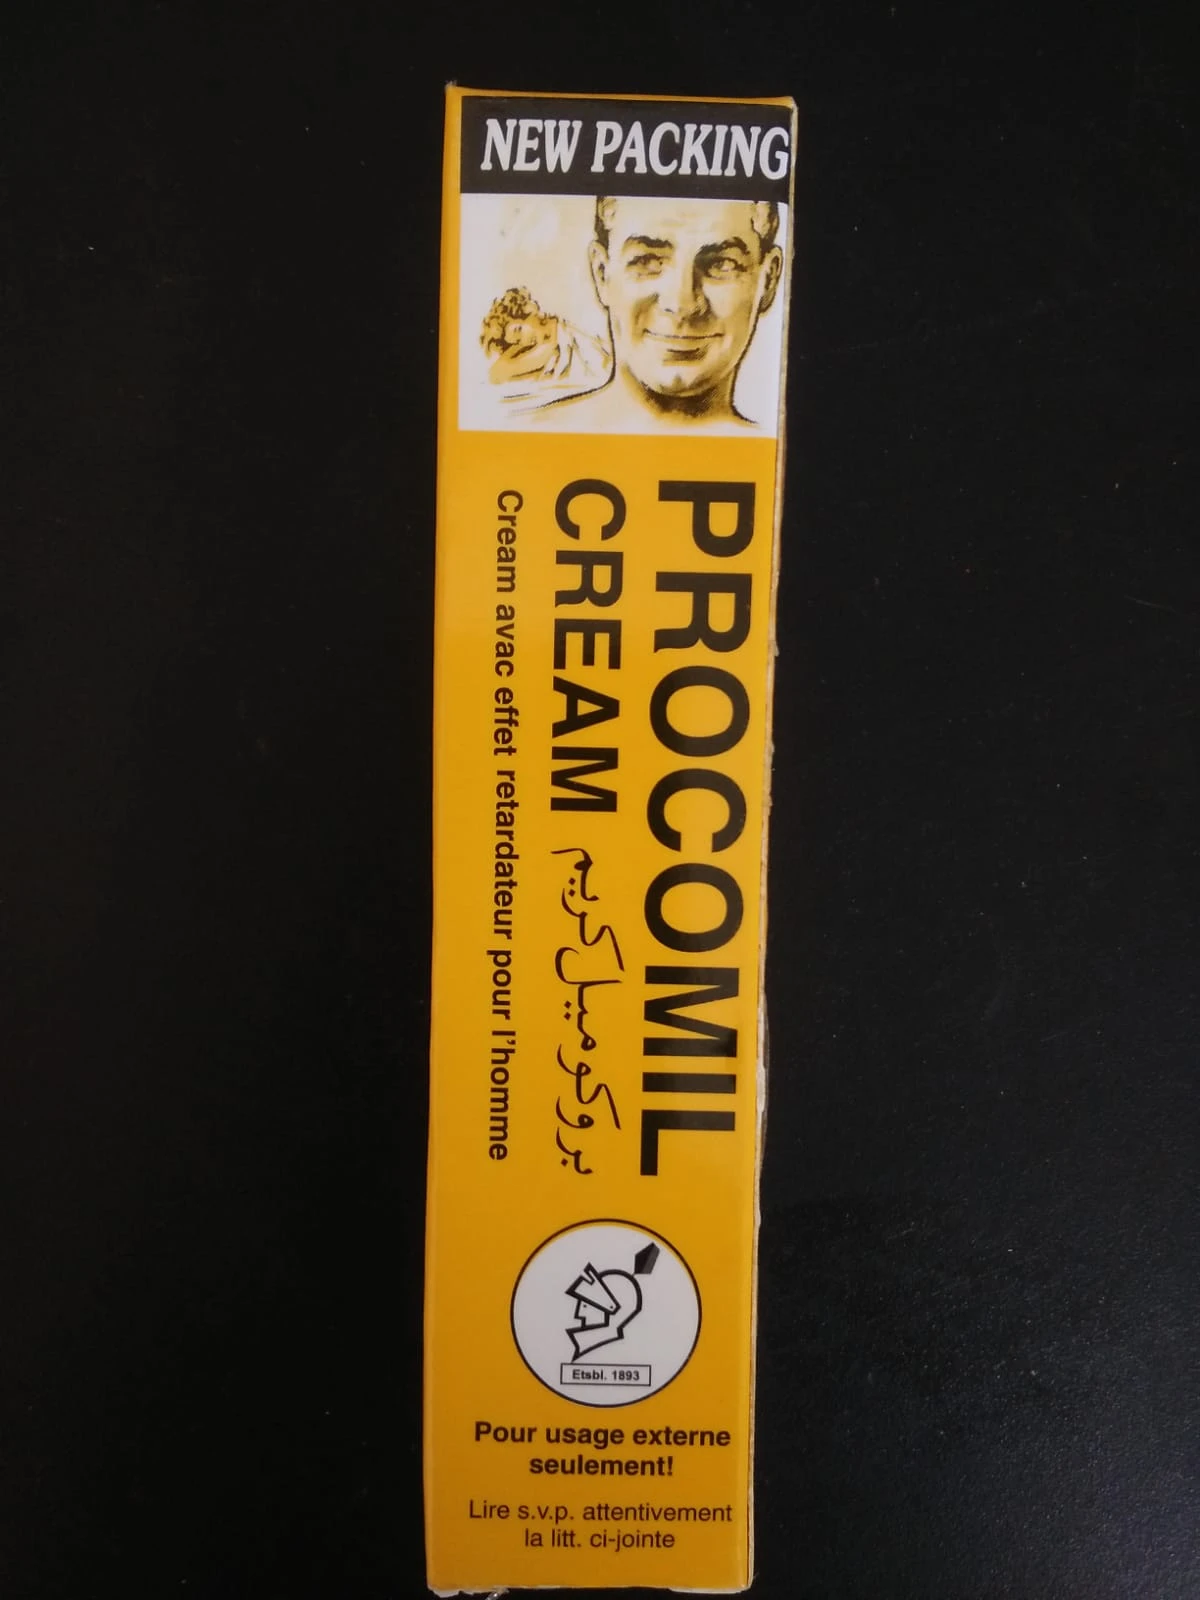 NEW PACKING
PROCOMIL
CREAM بروكوميل كريم
Cream avac effet retardateur pour l'homme
Etsbl. 1893
Pour usage externe
seulement!
Lire s.v.p. attentivement
la litt. ci-jointe